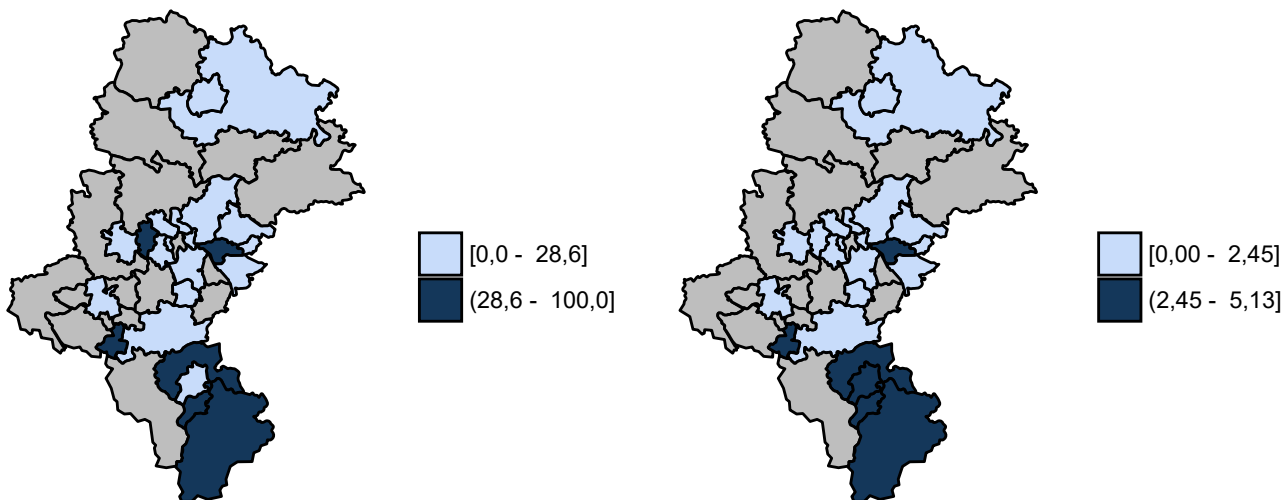 [0,0 - 28,6]
(28,6 - 100,0]
[0,00 - 2,45]
(2,45 - 5,13]